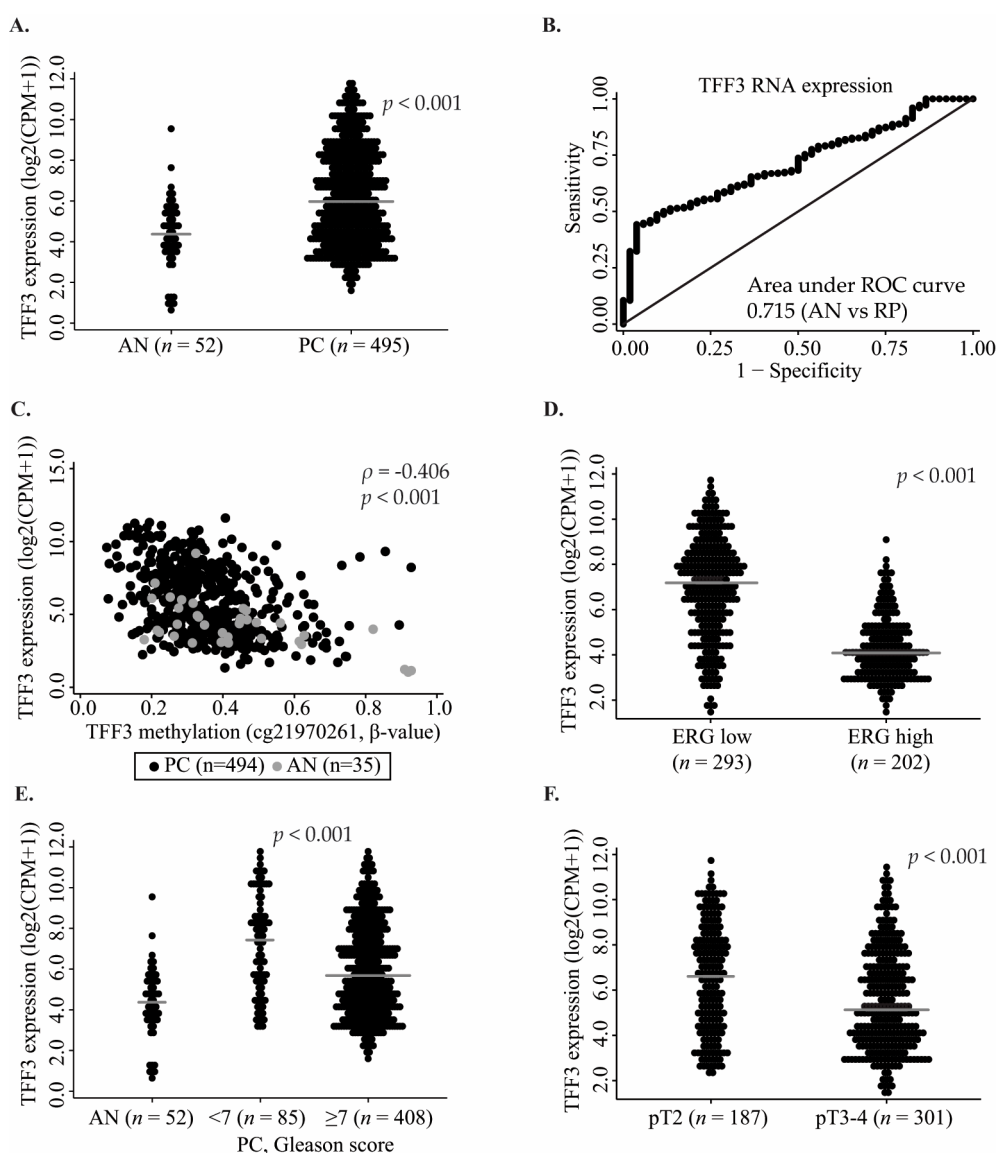 A.
TFF3 expression (log2(CPM+1))
12.0
10.0
8.0
6.0
4.0
2.0
0.0
p < 0.001
AN (n = 52)
PC (n = 495)
B.
TFF3 RNA expression
Sensitivity
1.00
0.75
0.50
0.25
0.00
Area under ROC curve
0.715 (AN vs RP)
0.00
0.25
0.50
0.75
1.00
1 − Specificity
C.
TFF3 expression (log2(CPM+1))
15.0
10.0
5.0
0.0
ρ = -0.406
p < 0.001
0.0
0.2
0.4
0.6
0.8
1.0
TFF3 methylation (cg21970261, β-value)
PC (n=494)
AN (n=35)
D.
TFF3 expression (log2(CPM+1))
12.0
10.0
8.0
6.0
4.0
2.0
p < 0.001
ERG low
(n = 293)
ERG high
(n = 202)
E.
TFF3 expression (log2(CPM+1))
12.0
10.0
8.0
6.0
4.0
2.0
0.0
p < 0.001
AN (n = 52)
<7 (n = 85)
≥7 (n = 408)
PC, Gleason score
F.
TFF3 expression (log2(CPM+1))
12.0
10.0
8.0
6.0
4.0
2.0
p < 0.001
pT2 (n = 187)
pT3-4 (n = 301)